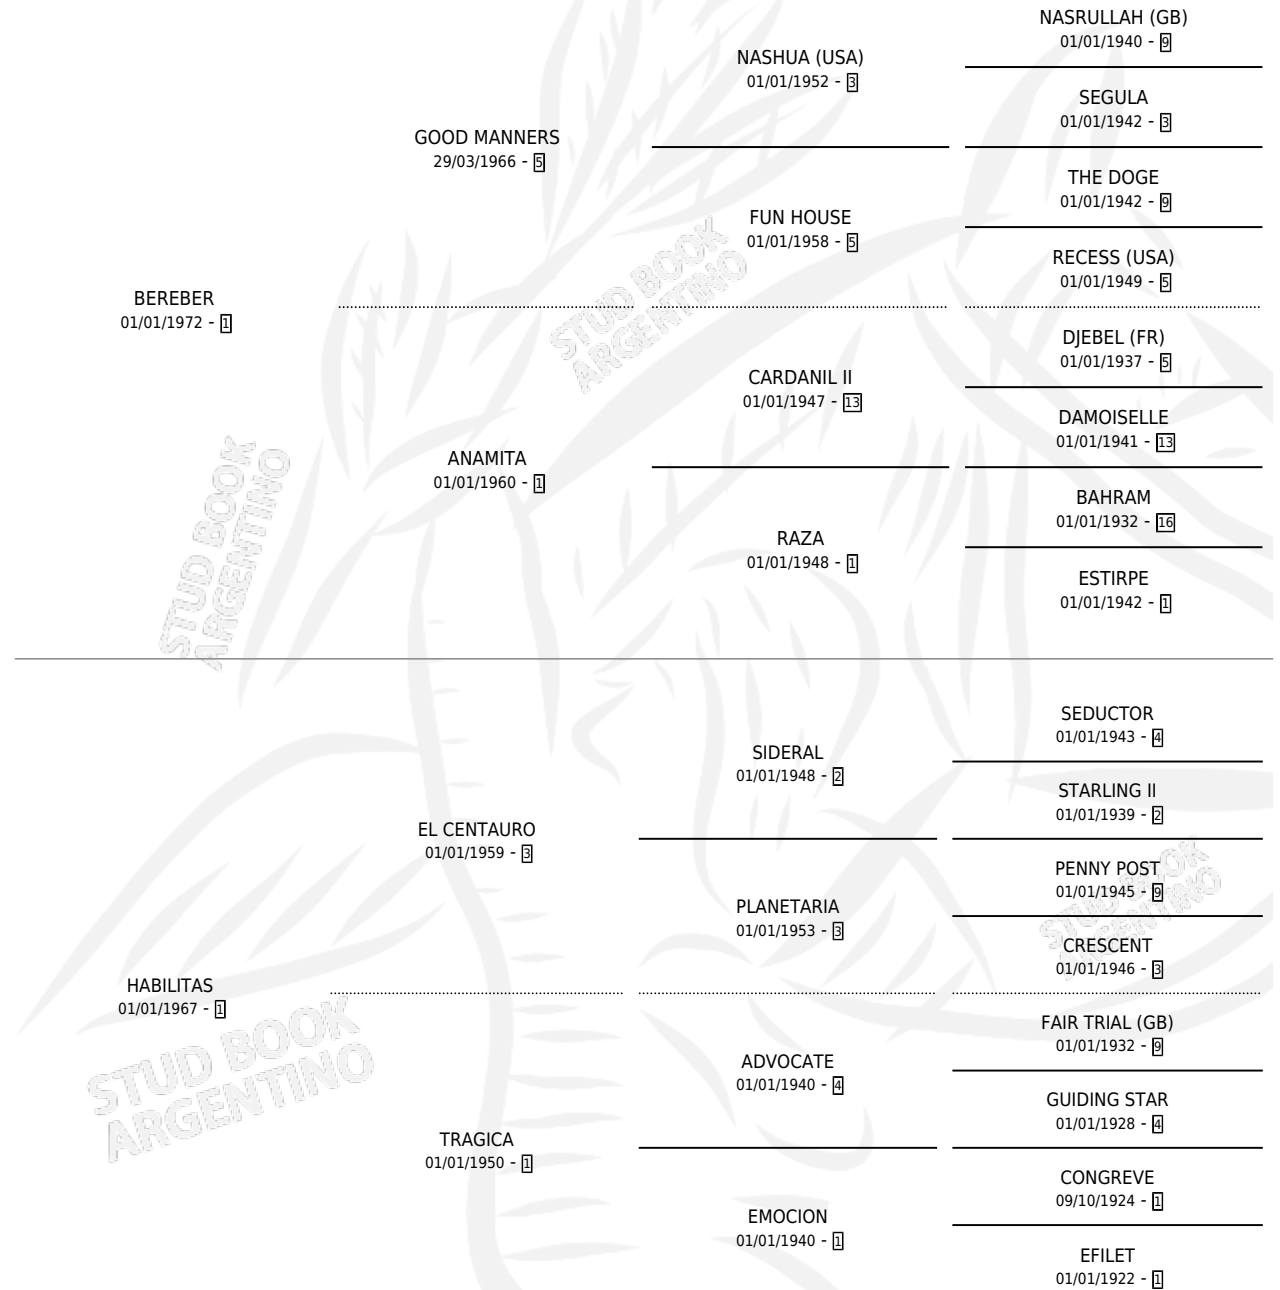 NASRULLAH (GB)
01/01/1940 - 9
NASHUA (USA)
01/01/1952 - 3
SEGULA
01/01/1942 - 3
GOOD MANNERS
29/03/1966 - 5
THE DOGE
01/01/1942 - 9
FUN HOUSE
01/01/1958 - 5
RECESS (USA)
01/01/1949 - 5
BEREBER
01/01/1972 - 1
STUD BOOK
ARGENTINO
DJEBEL (FR)
01/01/1937 - 5
CARDANIL II
01/01/1947 - 13
DAMOISELLE
01/01/1941 - 13
ANAMITA
01/01/1960 - 1
BAHRAM
01/01/1932 - 16
RAZA
01/01/1948 - 1
ESTIRPE
01/01/1942 - 1
STUD BOOK
ARGENTINO
SEDUCTOR
01/01/1943 - 4
SIDERAL
01/01/1948 - 2
STARLING II
01/01/1939 - 2
EL CENTAURO
01/01/1959 - 3
PENNY POST
01/01/1945 - 9
PLANETARIA
01/01/1953 - 3
CRESCENT
01/01/1946 - 3
STUD BOOK
ARGENTINO
HABILITAS
01/01/1967 - 1
FAIR TRIAL (GB)
01/01/1932 - 9
ADVOCATE
01/01/1940 - 4
GUIDING STAR
01/01/1928 - 4
STUD BOOK
ARGENTINO
TRAGICA
01/01/1950 - 1
CONGREVE
09/10/1924 - 1
EMOCION
01/01/1940 - 1
EFILET
01/01/1922 - 1